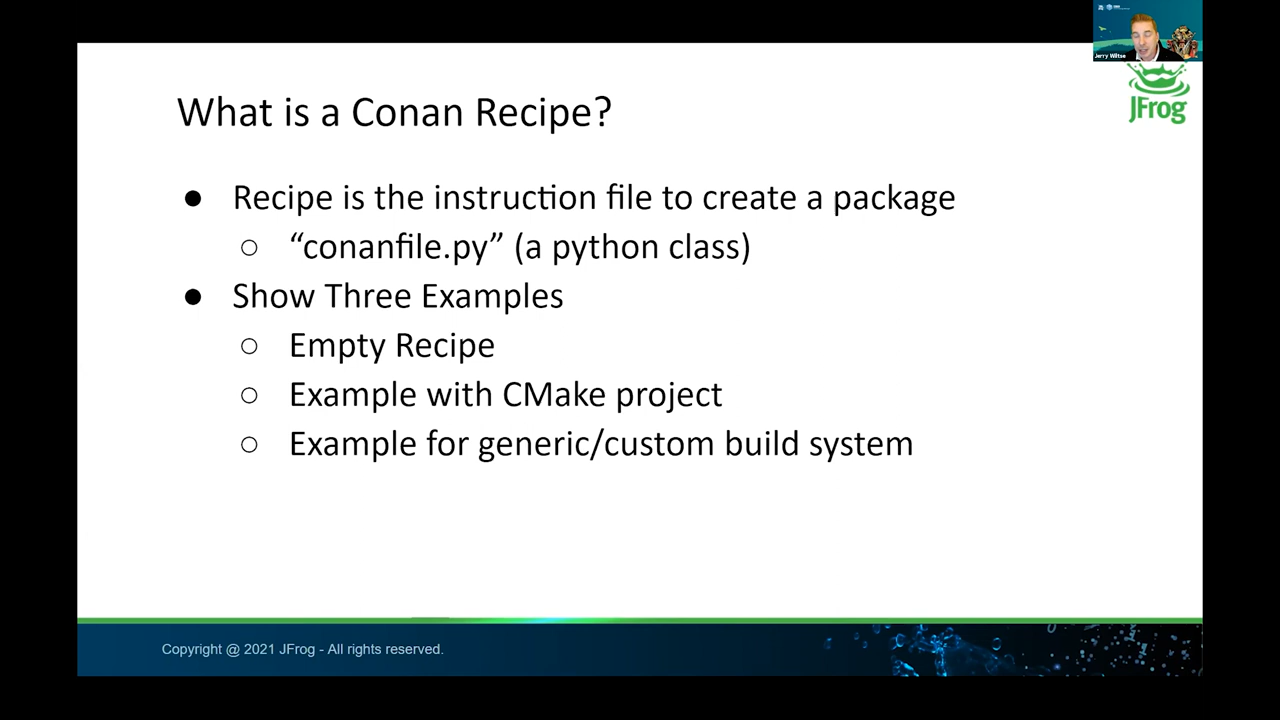 Jerry Wiltse
JFrog
What is a Conan Recipe?
● Recipe is the instruction file to create a package
○ “conanfile.py” (a python class)
● Show Three Examples
○ Empty Recipe
○ Example with CMake project
○ Example for generic/custom build system
Copyright @ 2021 JFrog - All rights reserved.